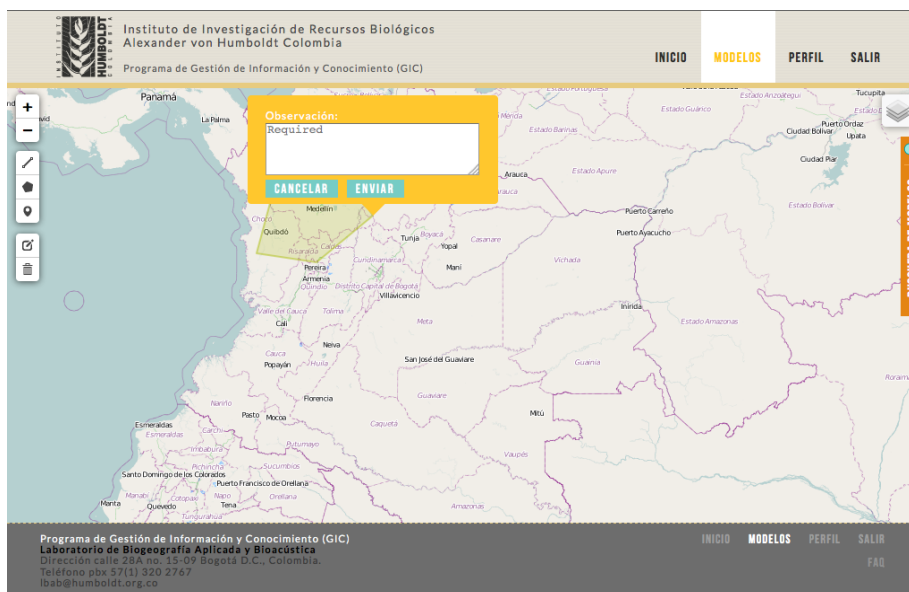 INSTITUTO
HUMBOLDT
COLOMBIA
Instituto de Investigación de Recursos Biológicos
Alexander von Humboldt Colombia
Programa de Gestión de Información y Conocimiento (GIC)
INICIO MODELOS PERFIL SALIR
+
−
Panamá
La Palma
Observación:
Required
CANCELAR ENVIAR
Mérida
Estado Barinas
Estado Portuguesa
Estado Guárico
Estado Anzoátegui
Tucupita
Puerto Ordaz
Ciudad Bolívar
Upata
Ciudad Piar
Arauca
Arauca
Estado Apure
Estado Bolívar
Medellín
Chocó
Quibdó
Risaralda
Caldas
Tunja
Boyacá
Yopal
Casanare
Puerto Carreño
Puerto Ayacucho
Cundinamarca
Pereira
Maní
Vichada
Armenia
Quindío
Distrito Capital de Bogotá
Villavicencio
Valle del Cauca
Tolima
Inírida
Cali
Meta
Estado Amazonas
Neiva
Cauca
Popayán
Huila
San José del Guaviare
Guainía
Florencia
Guaviare
Nariño
Pasto
Mocoa
Mitú
Esmeraldas
Esmeraldas
Carchi
Caquetá
Imbabura
Putumayo
Vaupés
Pichincha
Sucumbíos
Santo Domingo de los Colorados
Puerto Francisco de Orellana
Manabí
Cotopaxi
Napo
Orellana
Manta
Quevedo
Tena
Amazonas
Tungurahua
Programa de Gestión de Información y Conocimiento (GIC)
Laboratorio de Biogeografía Aplicada y Bioacústica
Dirección calle 28A no. 15-09 Bogotá D.C., Colombia.
Teléfono pbx 57(1) 320 2767
lbab@humboldt.org.co
INICIO MODELOS PERFIL SALIR
FAQ